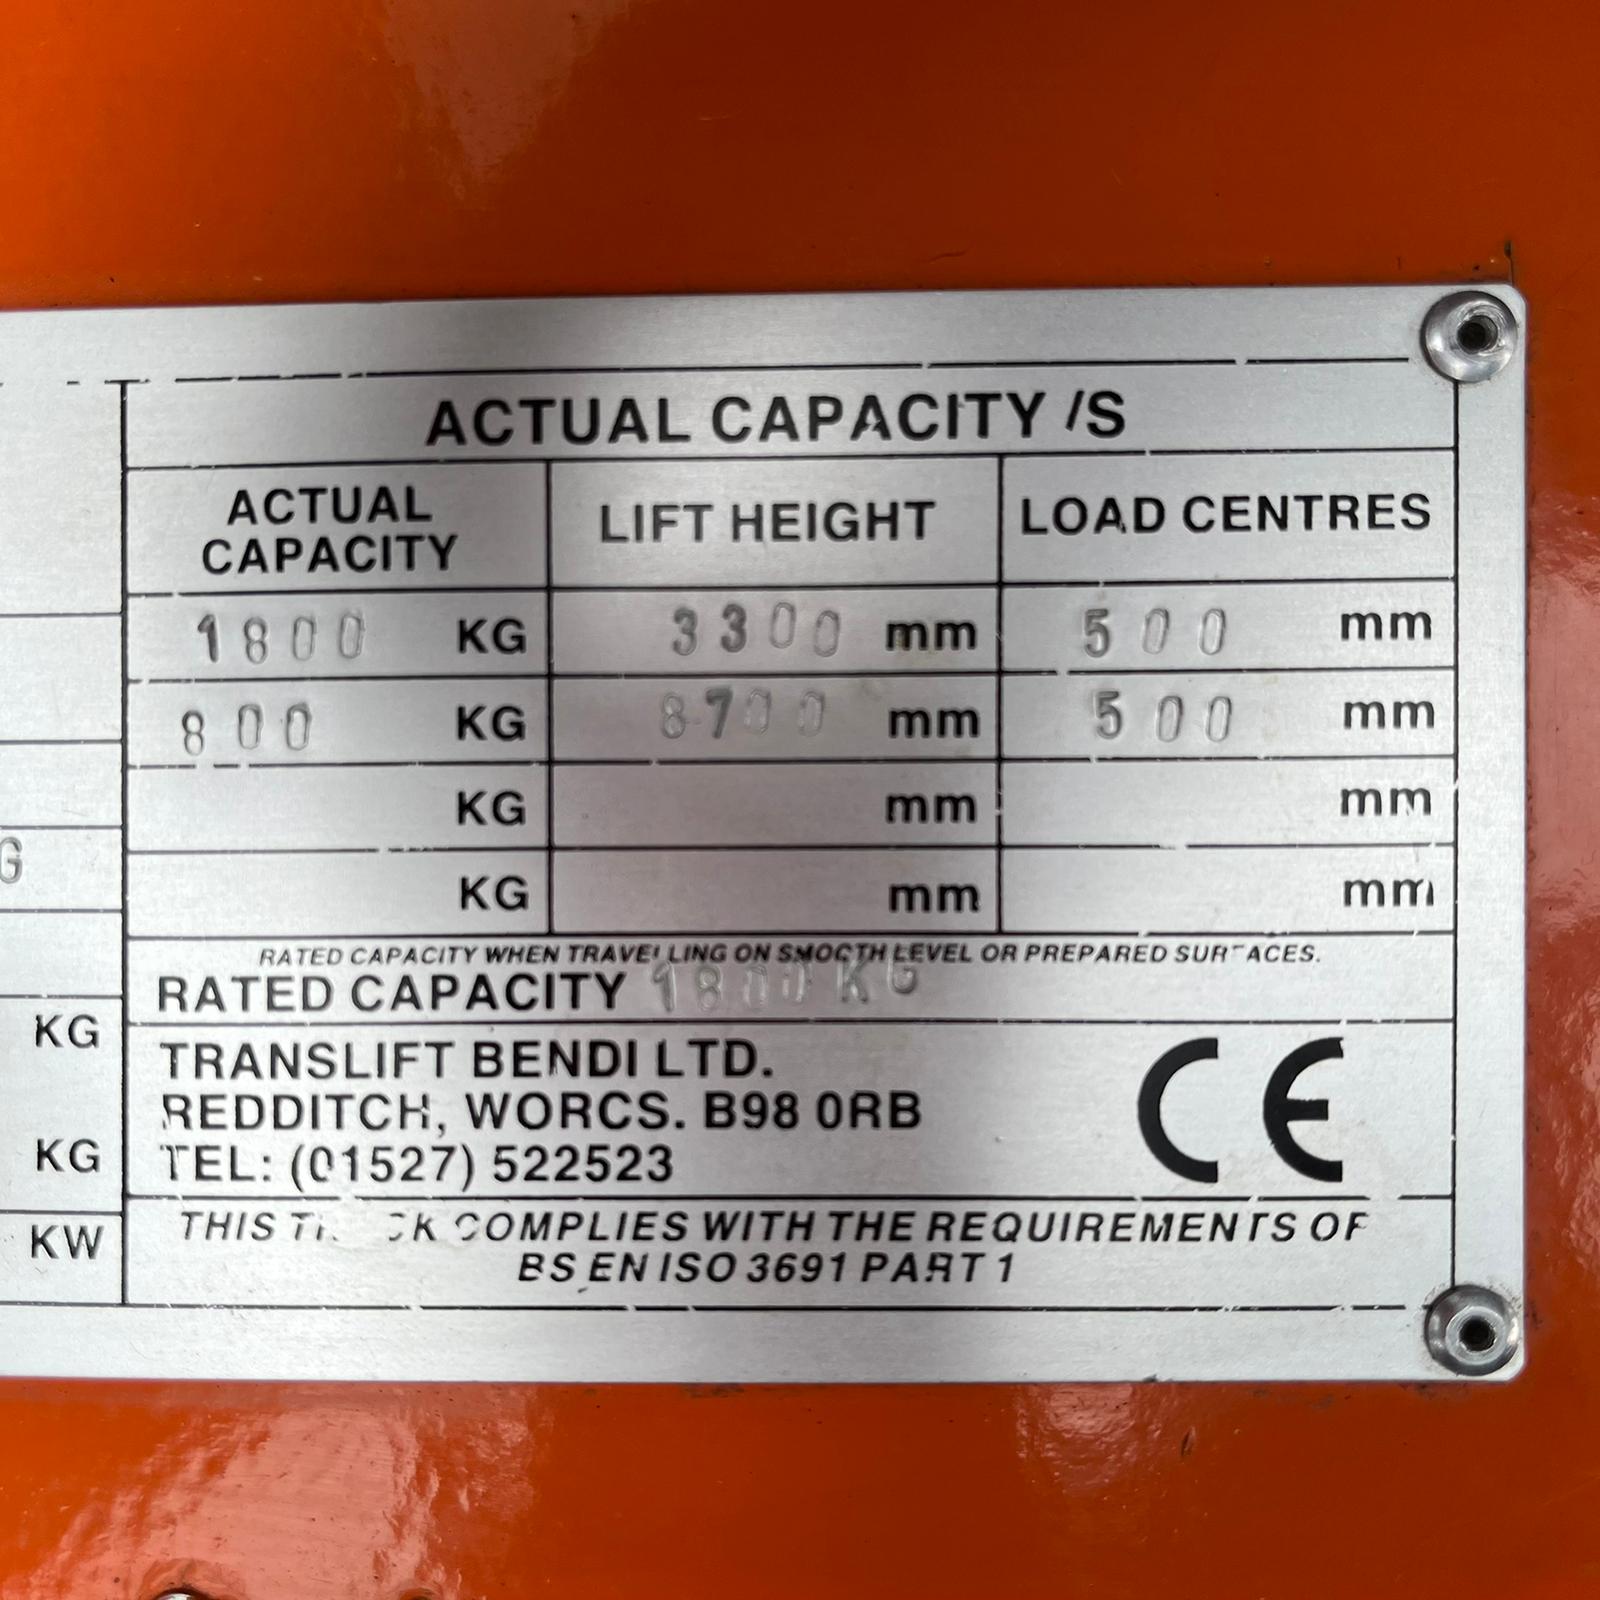 ACTUAL CAPACITY /S
ACTUAL CAPACITY LIFT HEIGHT LOAD CENTRES
1800 KG 3300 mm 500 mm
800 KG 8700 mm 500 mm
KG mm mm
G
KG mm mm
RATED CAPACITY WHEN TRAVELLING ON SMOOTH LEVEL OR PREPARED SURFACES.
RATED CAPACITY 1800KG
KG
TRANSLIFT BENDI LTD.
REDDITCH, WORCS. B98 0RB
KG
TEL: (01527) 522523
CE
KW
THIS TRUCK COMPLIES WITH THE REQUIREMENTS OF
BS EN ISO 3691 PART 1